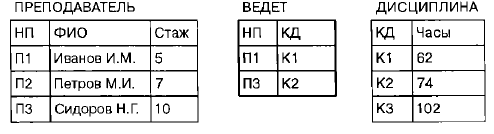 ПРЕПОДАВАТЕЛЬ ВЕДЕТ ДИСЦИПЛИНА
НП ФИО Стаж НП КД КД Часы
П1 Иванов И.М. 5 П1 К1 К1 62
П2 Петров М.И. 7 П3 К2 К2 74
П3 Сидоров Н.Г. 10 К3 102